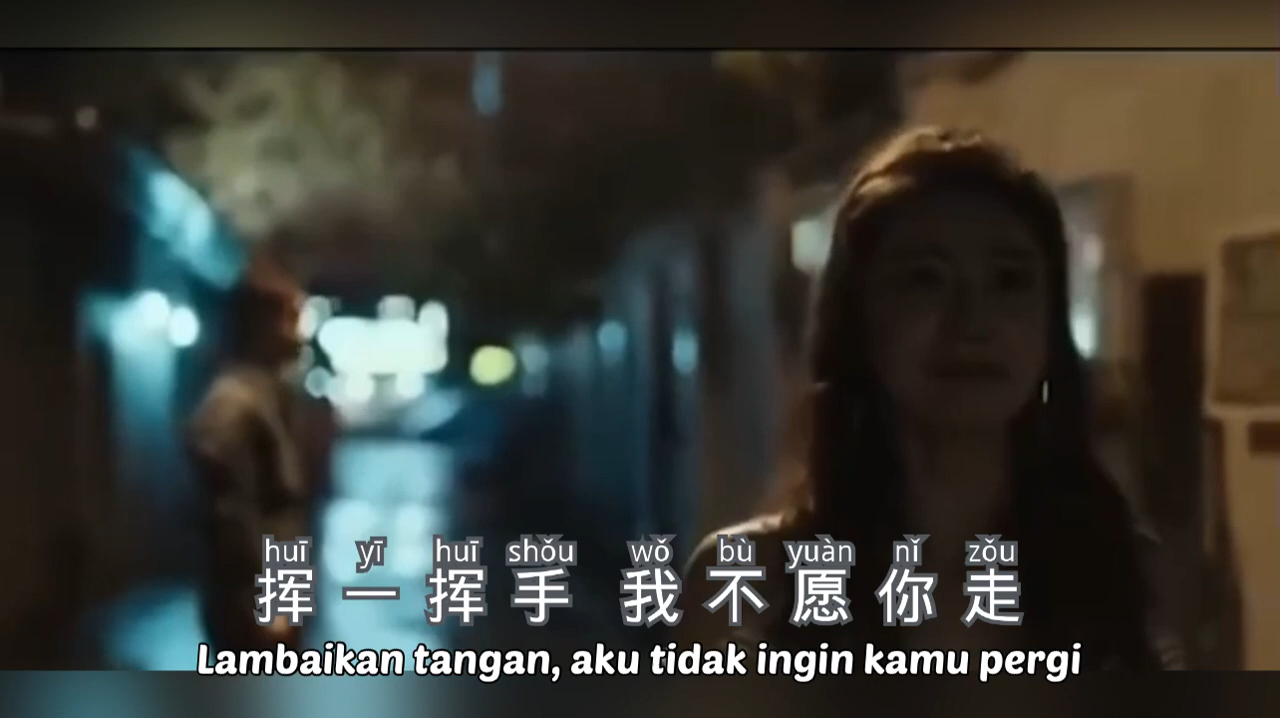 huī yī huī shǒu wǒ bù yuàn nǐ zǒu
挥一挥手 我不愿你走
Lambaikan tangan, aku tidak ingin kamu pergi